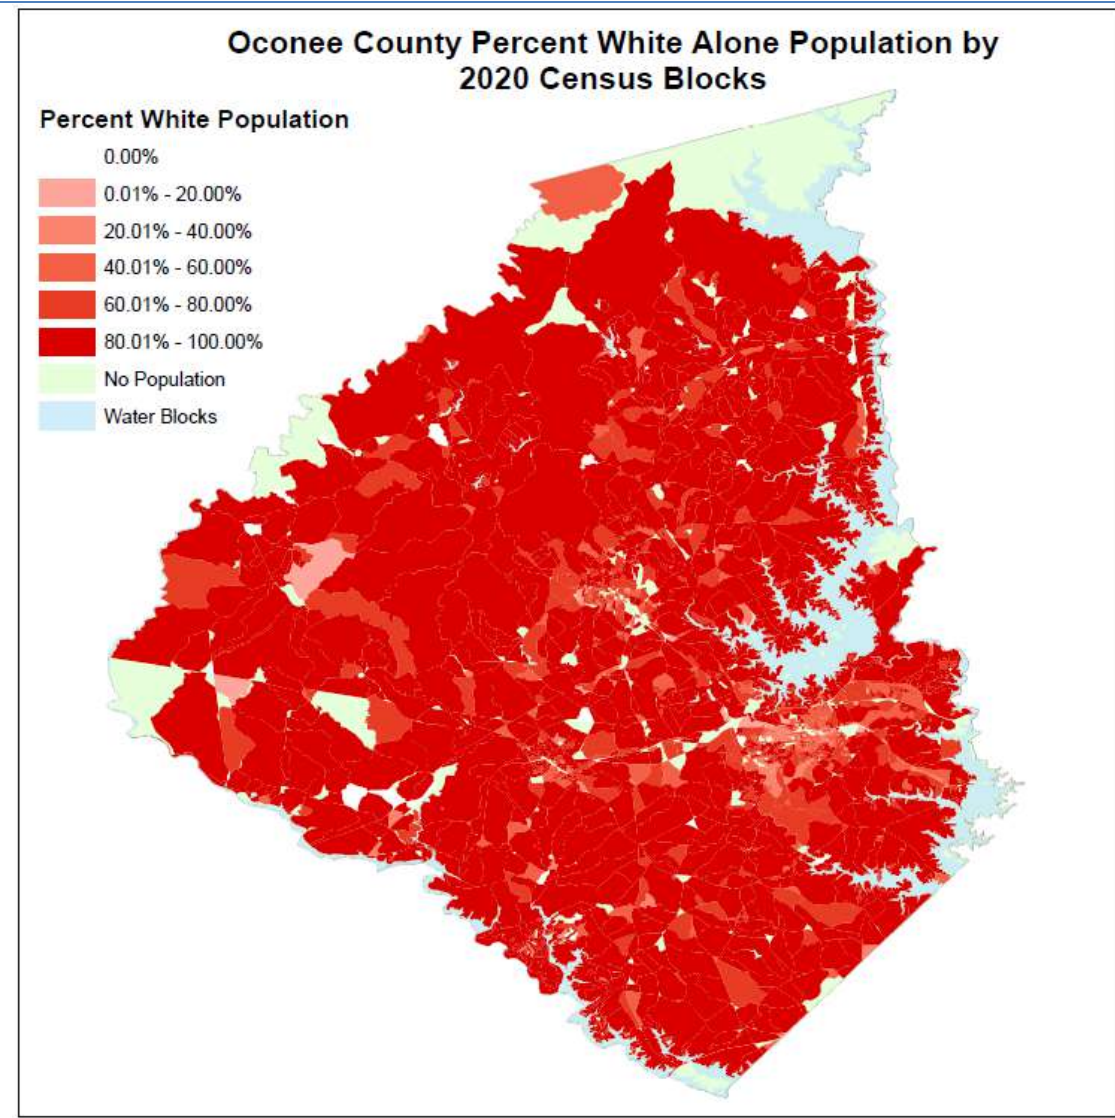 Oconee County Percent White Alone Population by
2020 Census Blocks
Percent White Population
0.00%
0.01% - 20.00%
20.01% - 40.00%
40.01% - 60.00%
60.01% - 80.00%
80.01% - 100.00%
No Population
Water Blocks